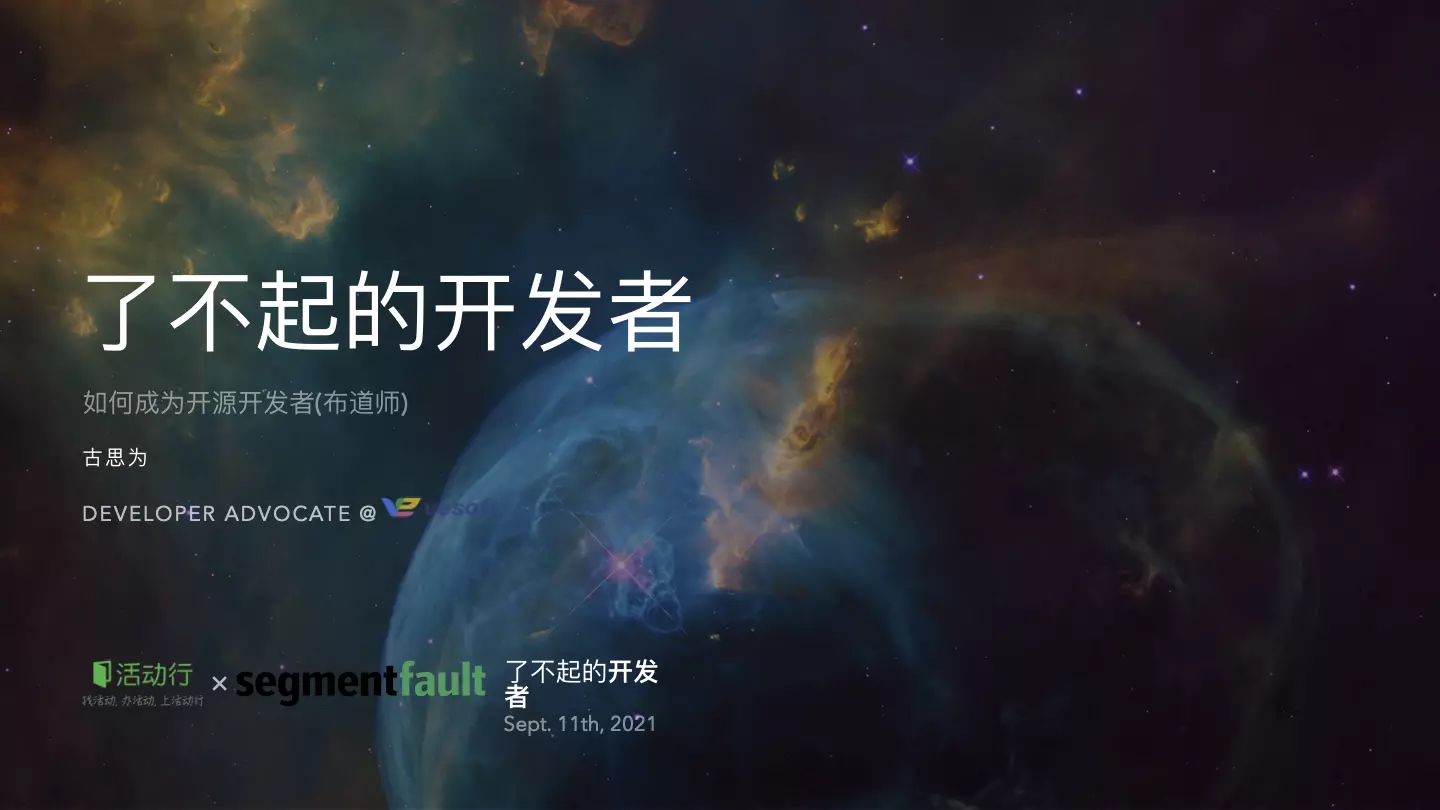 了不起的开发者
如何成为开源开发者(布道师)
古思为
DEVELOPER ADVOCATE @ vesoft
活动行
找活动, 办活动, 上活动行
×
segmentfault
了不起的开发
者
Sept. 11th, 2021